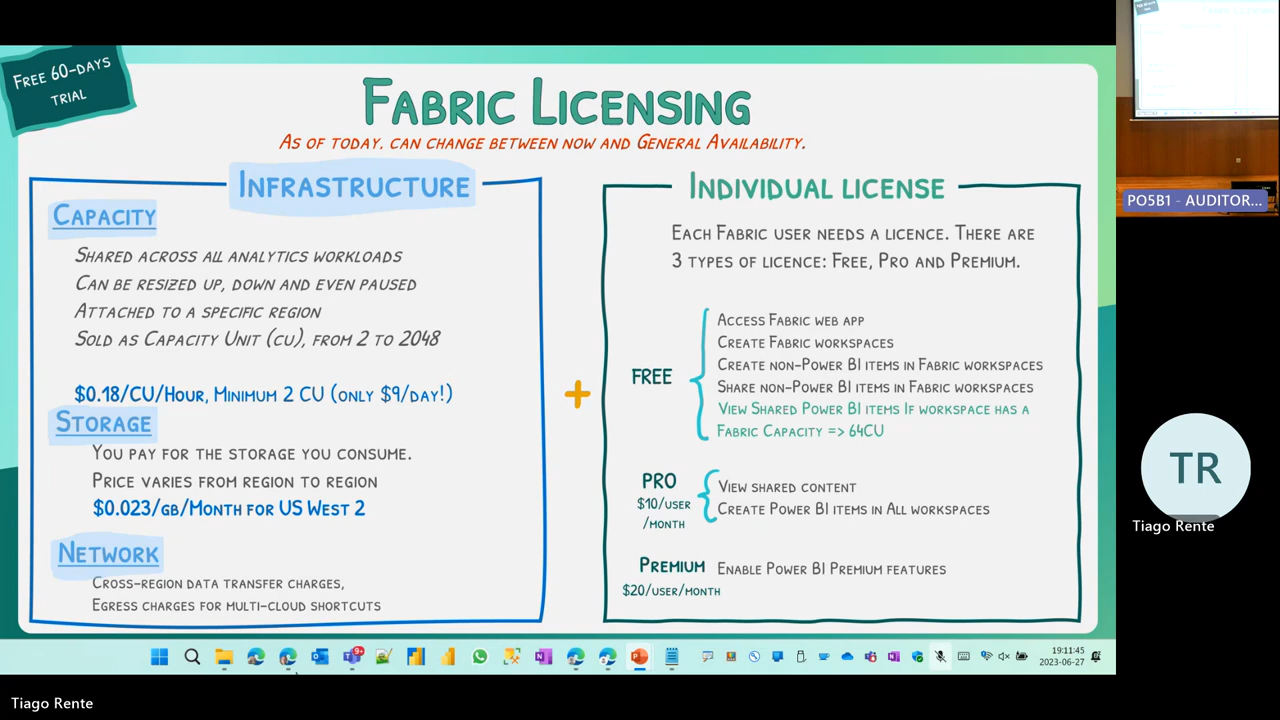 FREE 60-DAYS
TRIAL
FABRIC LICENSING
AS OF TODAY. CAN CHANGE BETWEEN NOW AND GENERAL AVAILABILITY.
INFRASTRUCTURE
CAPACITY
SHARED ACROSS ALL ANALYTICS WORKLOADS
CAN BE RESIZED UP, DOWN AND EVEN PAUSED
ATTACHED TO A SPECIFIC REGION
SOLD AS CAPACITY UNIT (CU), FROM 2 TO 2048
$0.18/CU/HOUR, MINIMUM 2 CU (ONLY $9/DAY!)
STORAGE
YOU PAY FOR THE STORAGE YOU CONSUME.
PRICE VARIES FROM REGION TO REGION
$0.023/GB/MONTH FOR US WEST 2
NETWORK
CROSS-REGION DATA TRANSFER CHARGES,
EGRESS CHARGES FOR MULTI-CLOUD SHORTCUTS
+
INDIVIDUAL LICENSE
EACH FABRIC USER NEEDS A LICENCE. THERE ARE
3 TYPES OF LICENCE: FREE, PRO AND PREMIUM.
FREE
ACCESS FABRIC WEB APP
CREATE FABRIC WORKSPACES
CREATE NON-POWER BI ITEMS IN FABRIC WORKSPACES
SHARE NON-POWER BI ITEMS IN FABRIC WORKSPACES
VIEW SHARED POWER BI ITEMS IF WORKSPACE HAS A
FABRIC CAPACITY => 64CU
PRO
$10/USER
/MONTH
VIEW SHARED CONTENT
CREATE POWER BI ITEMS IN ALL WORKSPACES
PREMIUM
$20/USER/MONTH
ENABLE POWER BI PREMIUM FEATURES
9+
19:11:45
2023-06-27
PO5B1 - AUDITOR...
TR
Tiago Rente
Tiago Rente